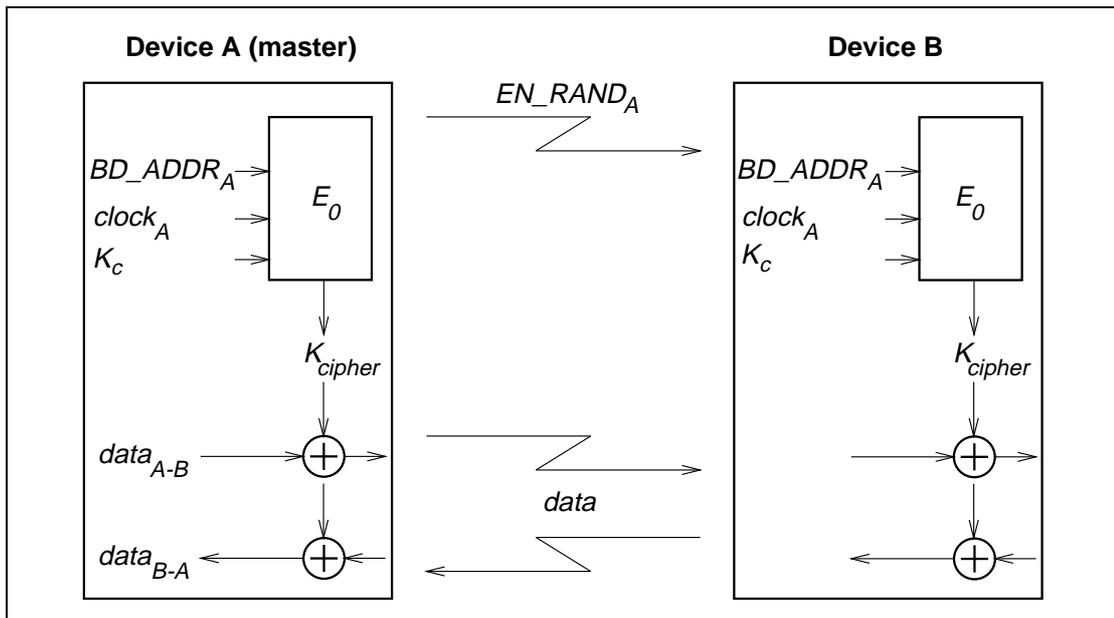 Device A (master)
Device B
EN_RAND_A
BD_ADDR_A
E_0
BD_ADDR_A
E_0
clock_A
clock_A
K_c
K_c
K_cipher
K_cipher
data_A-B
data
data_B-A